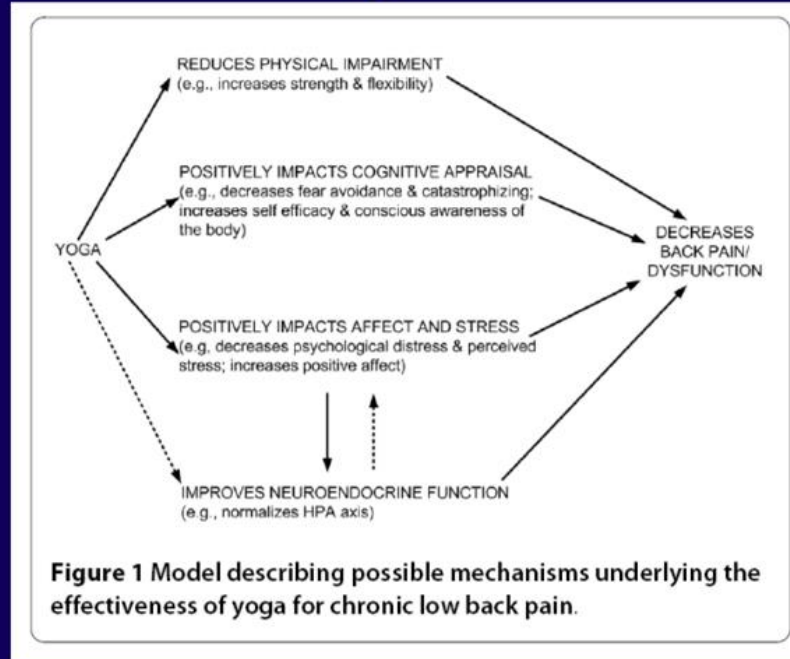 REDUCES PHYSICAL IMPAIRMENT
(e.g., increases strength & flexibility)
POSITIVELY IMPACTS COGNITIVE APPRAISAL
(e.g., decreases fear avoidance & catastrophizing;
increases self efficacy & conscious awareness of
the body)
YOGA
DECREASES
BACK PAIN/
DYSFUNCTION
POSITIVELY IMPACTS AFFECT AND STRESS
(e.g, decreases psychological distress & perceived
stress; increases positive affect)
IMPROVES NEUROENDOCRINE FUNCTION
(e.g., normalizes HPA axis)
Figure 1 Model describing possible mechanisms underlying the
effectiveness of yoga for chronic low back pain.